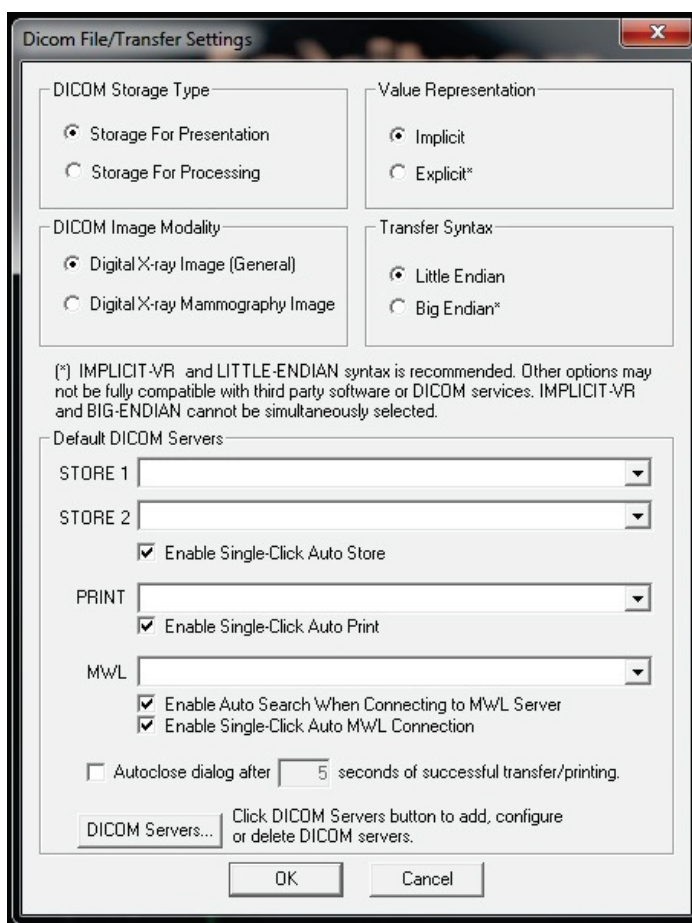 Dicom File/Transfer Settings
DICOM Storage Type
Storage For Presentation
Storage For Processing
Value Representation
Implicit
Explicit*
DICOM Image Modality
Digital X-ray Image (General)
Digital X-ray Mammography Image
Transfer Syntax
Little Endian
Big Endian*
(*) IMPLICIT-VR and LITTLE-ENDIAN syntax is recommended. Other options may
not be fully compatible with third party software or DICOM services. IMPLICIT-VR
and BIG-ENDIAN cannot be simultaneously selected.
Default DICOM Servers
STORE 1
STORE 2
Enable Single-Click Auto Store
PRINT
Enable Single-Click Auto Print
MWL
Enable Auto Search When Connecting to MWL Server
Enable Single-Click Auto MWL Connection
Autoclose dialog after 5 seconds of successful transfer/printing.
DICOM Servers...
Click DICOM Servers button to add, configure
or delete DICOM servers.
OK
Cancel